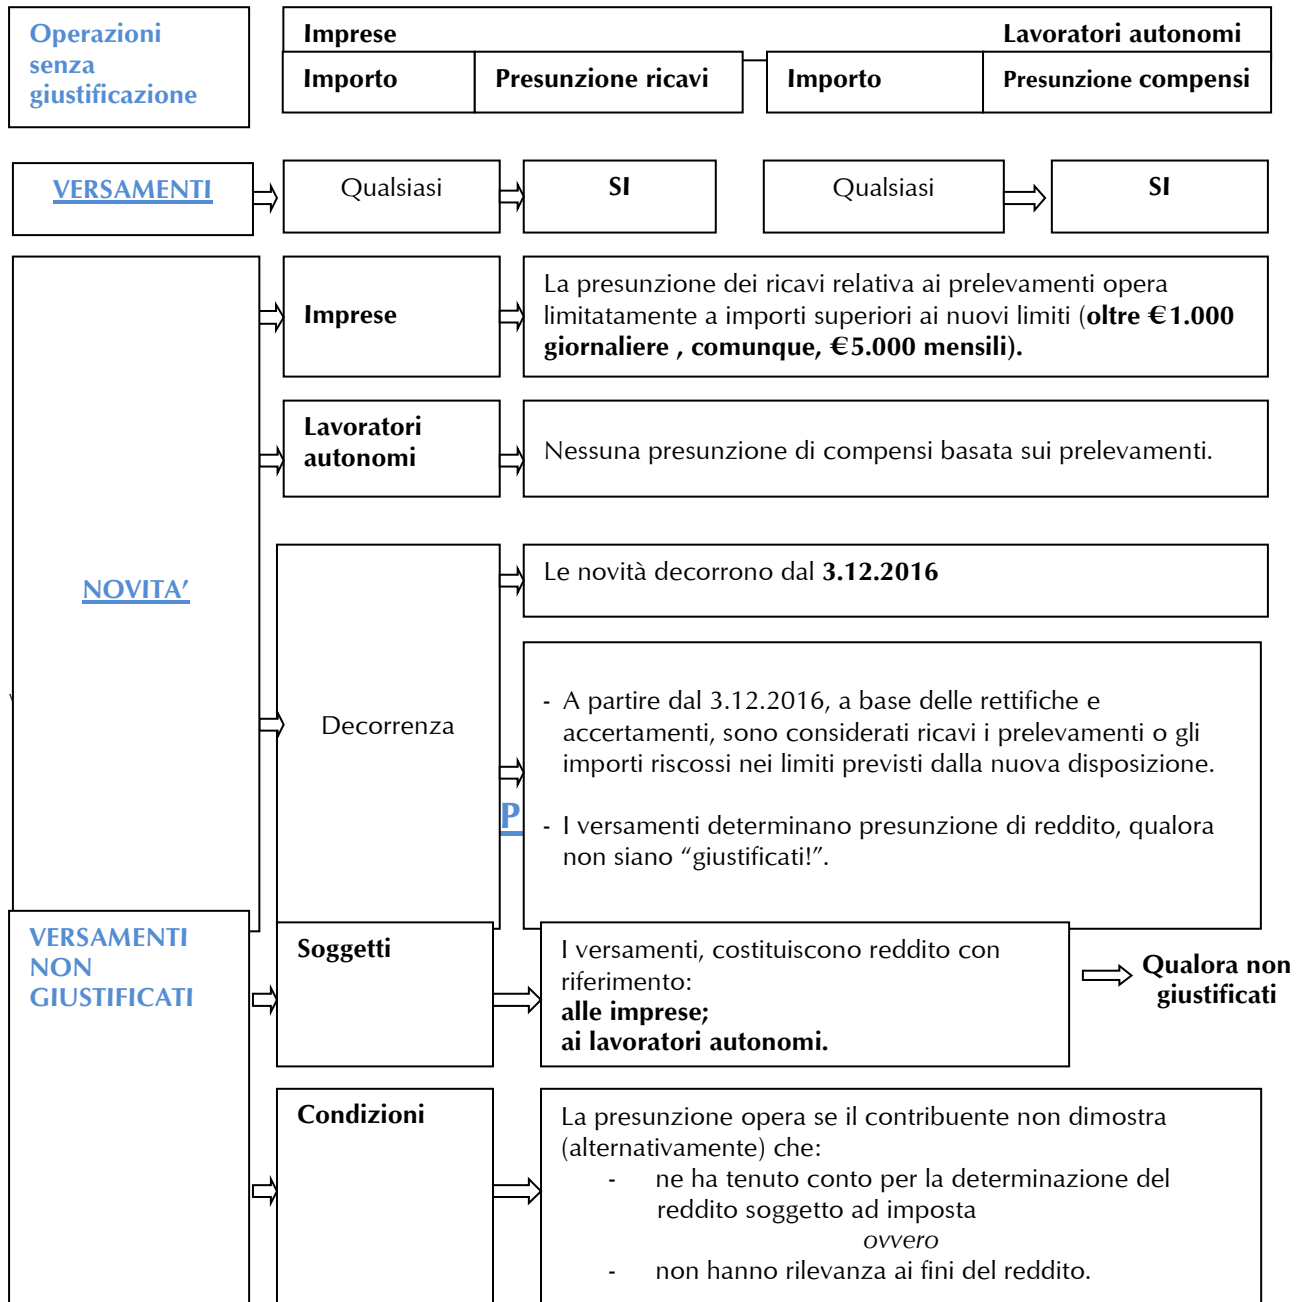 Operazioni
senza
giustificazione
Imprese
Lavoratori autonomi
Importo
Presunzione ricavi
Importo
Presunzione compensi
VERSAMENTI
Qualsiasi
SI
Qualsiasi
SI
NOVITA’
Imprese
La presunzione dei ricavi relativa ai prelevamenti opera
limitatamente a importi superiori ai nuovi limiti (oltre €1.000
giornaliere , comunque, €5.000 mensili).
Lavoratori
autonomi
Nessuna presunzione di compensi basata sui prelevamenti.
Decorrenza
Le novità decorrono dal 3.12.2016
- A partire dal 3.12.2016, a base delle rettifiche e
accertamenti, sono considerati ricavi i prelevamenti o gli
importi riscossi nei limiti previsti dalla nuova disposizione.
P
- I versamenti determinano presunzione di reddito, qualora
non siano “giustificati!”.
VERSAMENTI
NON
GIUSTIFICATI
Soggetti
I versamenti, costituiscono reddito con
riferimento:
alle imprese;
ai lavoratori autonomi.
Qualora non
giustificati
Condizioni
La presunzione opera se il contribuente non dimostra
(alternativamente) che:
- ne ha tenuto conto per la determinazione del
reddito soggetto ad imposta
ovvero
- non hanno rilevanza ai fini del reddito.